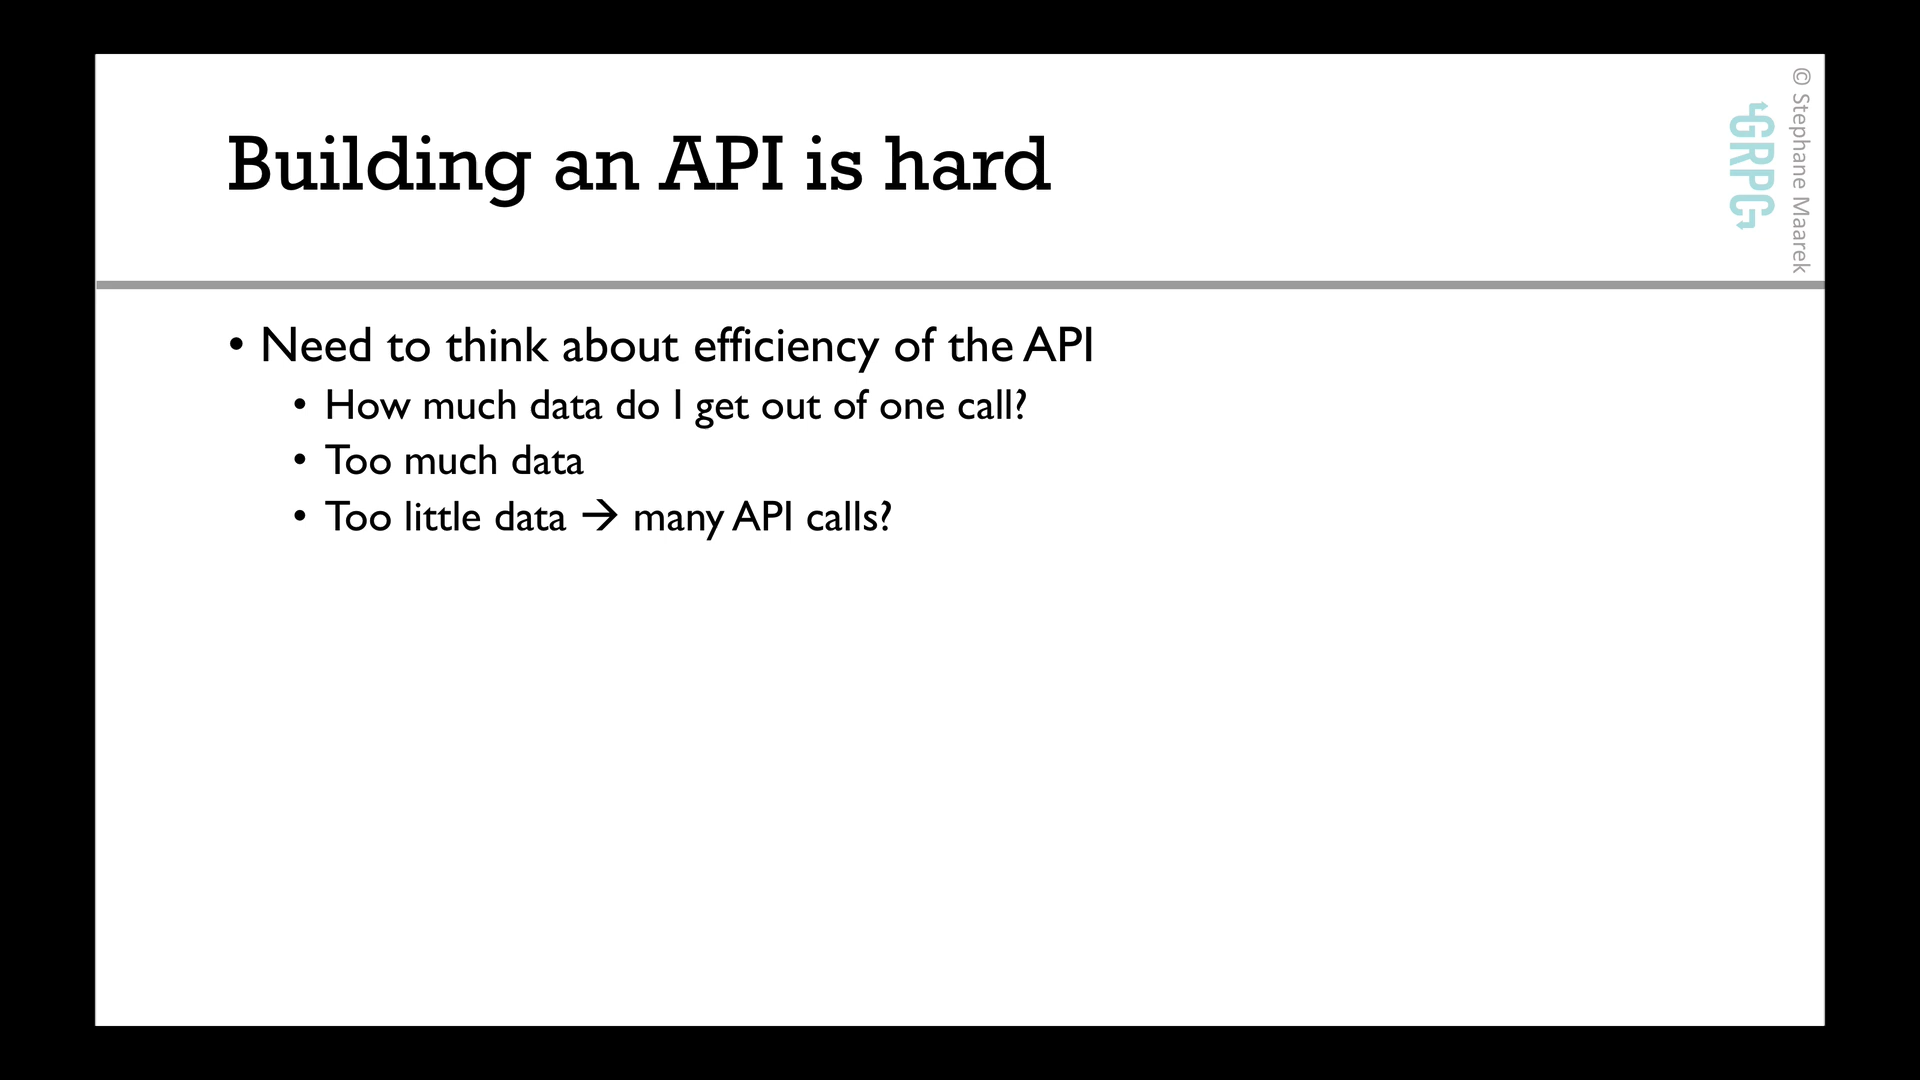 Building an API is hard
© Stephane Maarek
GRPC
• Need to think about efficiency of the API
• How much data do I get out of one call?
• Too much data
• Too little data → many API calls?